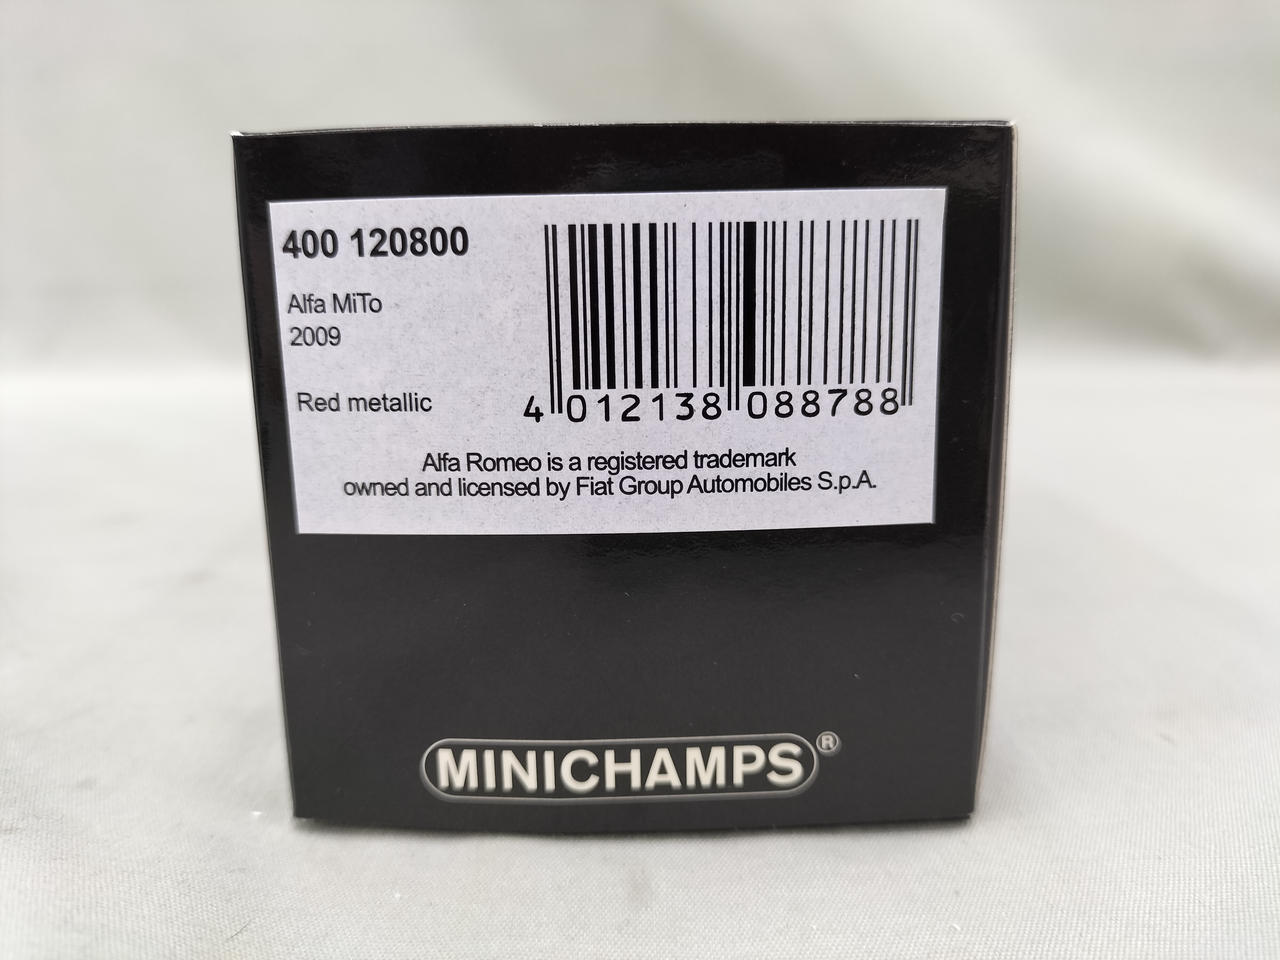 400 120800
Alfa MiTo
2009
Red metallic
4 012138 088788
Alfa Romeo is a registered trademark
owned and licensed by Fiat Group Automobiles S.p.A.
MINICHAMPS®